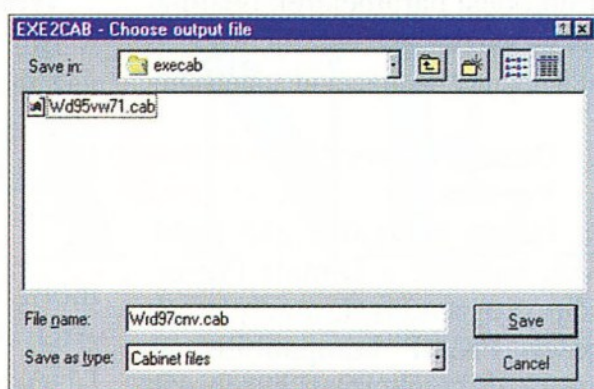 EXE2CAB - Choose output file
Save in: execab
Wd95vw71.cab
File name: Wrd97cnv.cab Save
Save as type: Cabinet files Cancel